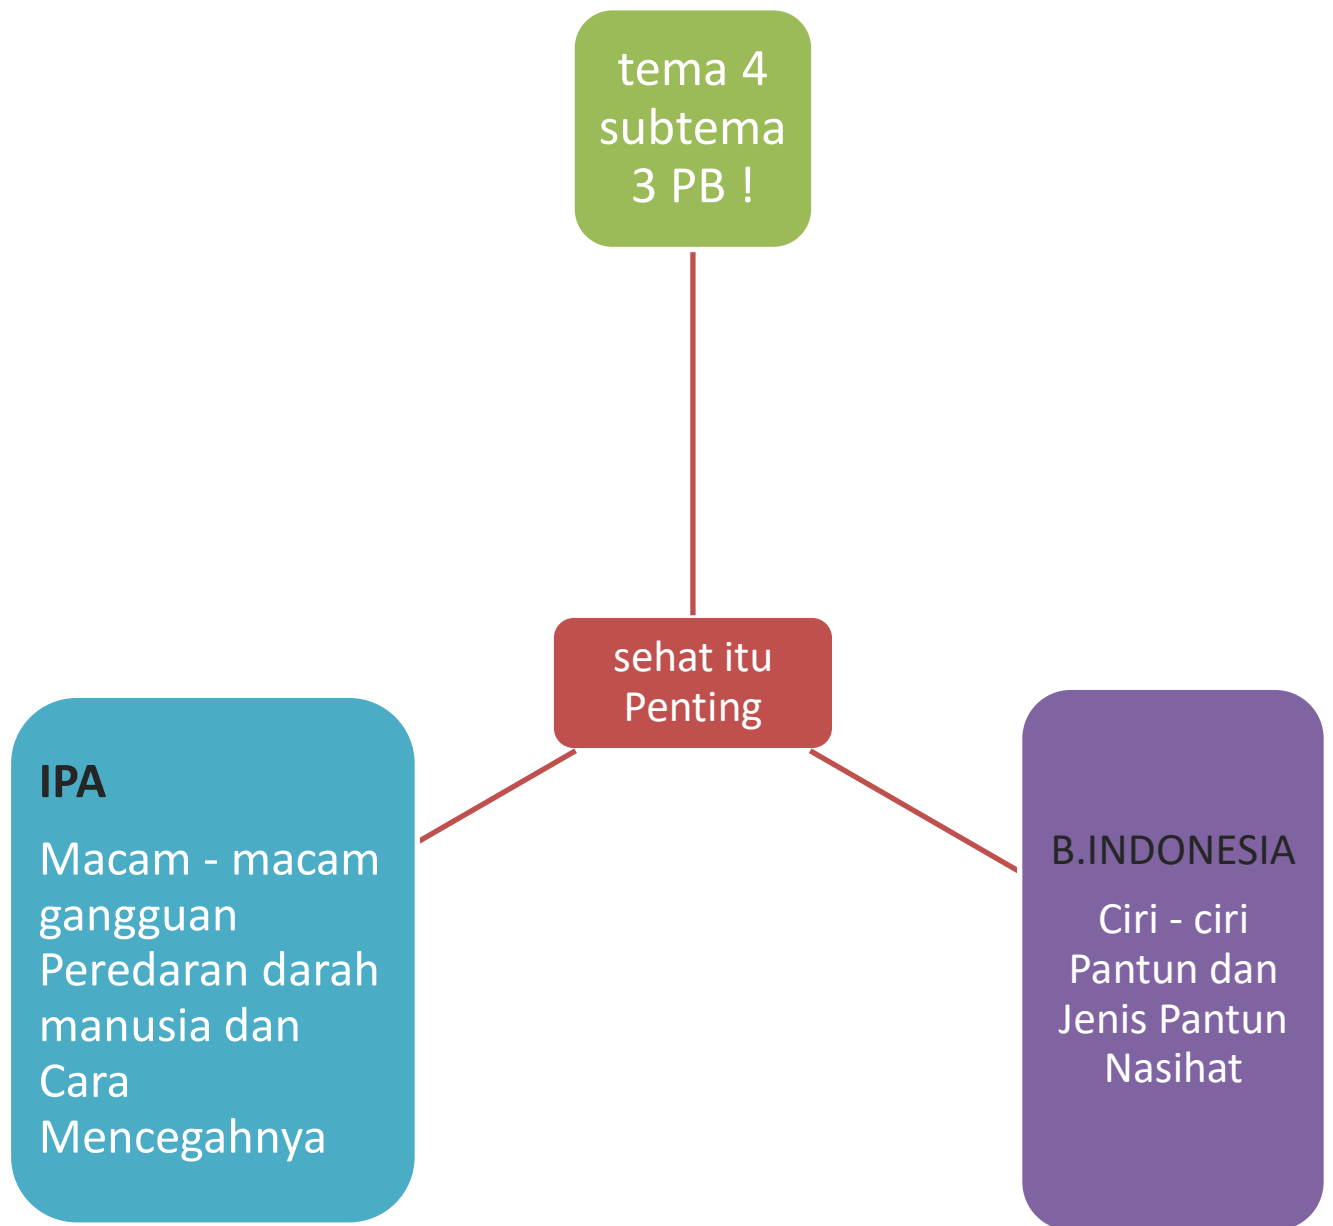 tema 4
subtema
3 PB !
sehat itu
Penting
IPA
Macam - macam
gangguan
Peredaran darah
manusia dan
Cara
Mencegahnya
B.INDONESIA
Ciri - ciri
Pantun dan
Jenis Pantun
Nasihat